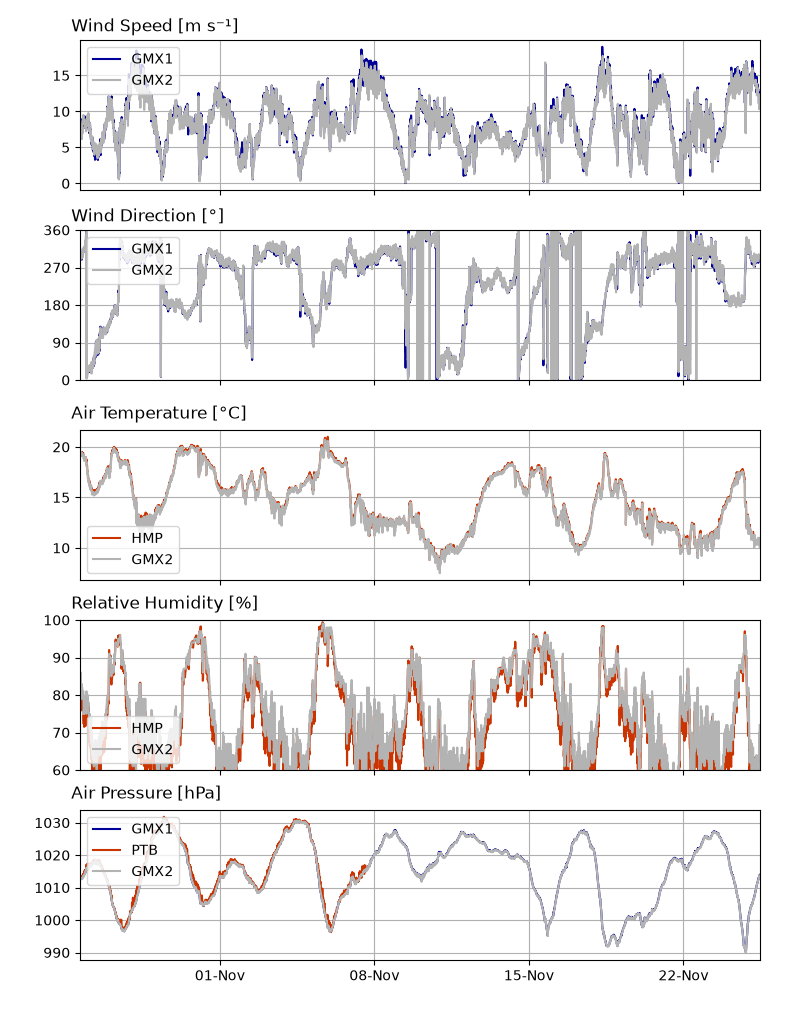 Wind Speed [m s⁻¹]
GMX1
GMX2
15
10
5
0
Wind Direction [°]
GMX1
GMX2
360
270
180
90
0
Air Temperature [°C]
HMP
GMX2
20
15
10
Relative Humidity [%]
HMP
GMX2
100
90
80
70
60
Air Pressure [hPa]
GMX1
PTB
GMX2
1030
1020
1010
1000
990
01-Nov 08-Nov 15-Nov 22-Nov